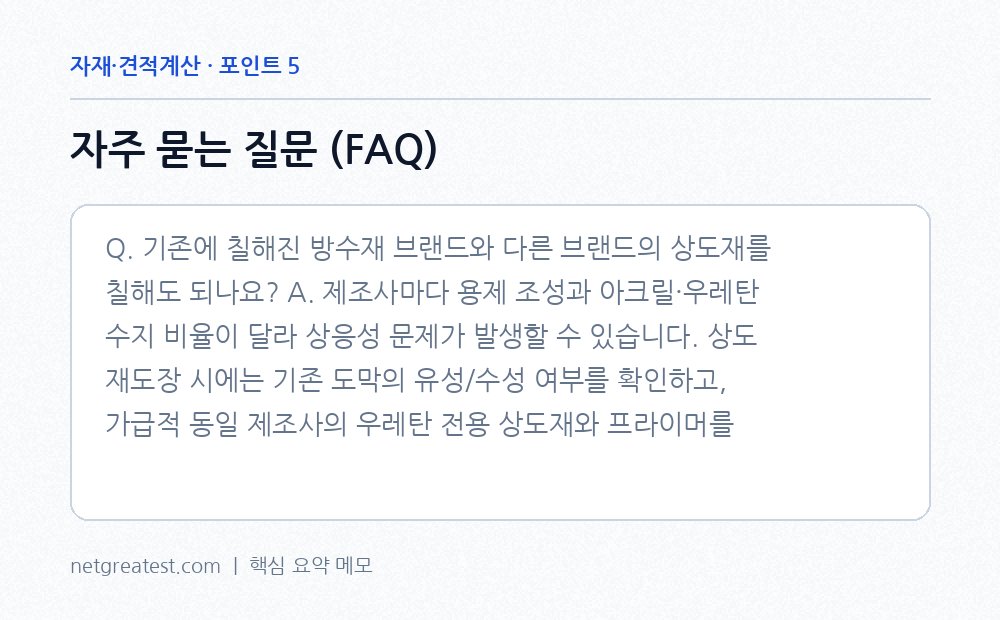 자재·견적계산 · 포인트 5
자주 묻는 질문 (FAQ)
Q. 기존에 칠해진 방수재 브랜드와 다른 브랜드의 상도재를
칠해도 되나요? A. 제조사마다 용제 조성과 아크릴·우레탄
수지 비율이 달라 상응성 문제가 발생할 수 있습니다. 상도
재도장 시에는 기존 도막의 유성/수성 여부를 확인하고,
가급적 동일 제조사의 우레탄 전용 상도재와 프라이머를
netgreatest.com | 핵심 요약 메모